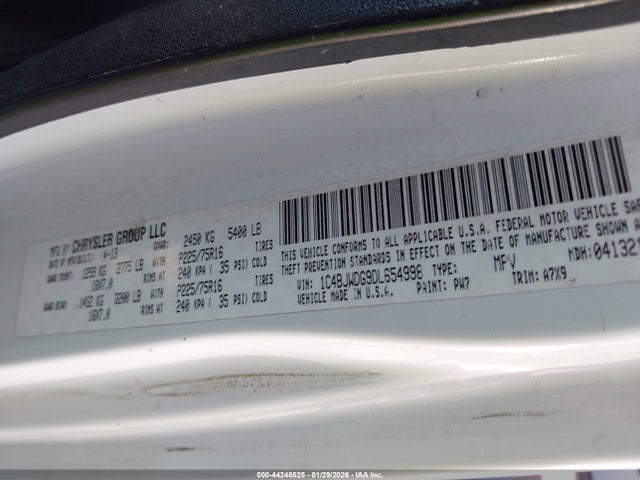 MFD BY CHRYSLER GROUP LLC
DATE OF MFR: 4-13 GVWR: 2450 KG 5400 LB
GAWR FRONT: 1259 KG 2775 LB WITH P225/75R16 TIRES
16X7.0 RIMS AT 240 KPA ( 35 PSI) COLD
GAWR REAR: 1452 KG 3200 LB WITH P225/75R16 TIRES
16X7.0 RIMS AT 240 KPA ( 35 PSI) COLD
THIS VEHICLE CONFORMS TO ALL APPLICABLE U.S.A. FEDERAL MOTOR VEHICLE SAF
THEFT PREVENTION STANDARDS IN EFFECT ON THE DATE OF MANUFACTURE SHOWN A
VIN: 1C4BJWDG9DL654998 TYPE: MPV MDH: 04132
VEHICLE MADE IN U.S.A. PAINT: PW7 TRIM: A7X9
000-44248525 - 01/29/2026 - IAA Inc.